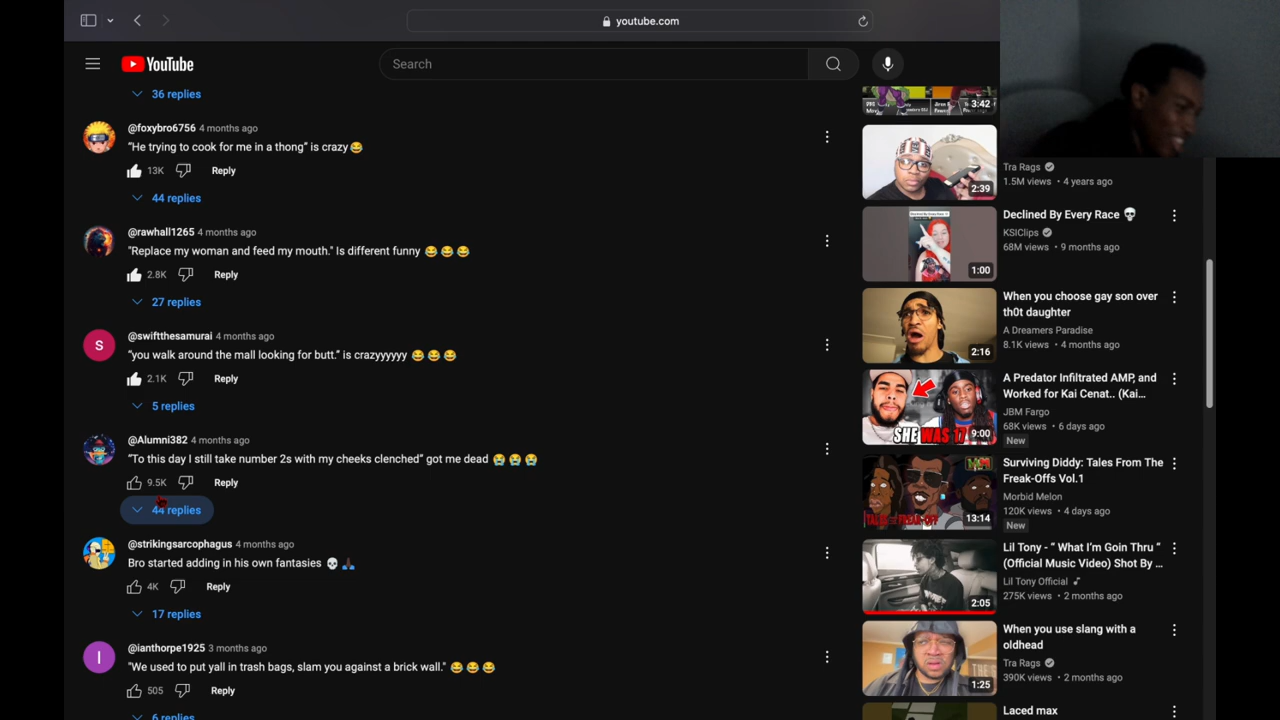 youtube.com
YouTube
Search
36 replies
@foxybro6756 4 months ago
“He trying to cook for me in a thong” is crazy😂
13K Reply
44 replies
@rawhall1265 4 months ago
"Replace my woman and feed my mouth." Is different funny 😂 😂 😂
2.8K Reply
27 replies
S
@swiftthesamurai 4 months ago
“you walk around the mall looking for butt.” is crazyyyyy 😂 😂 😂
2.1K Reply
5 replies
@Alumni382 4 months ago
“To this day I still take number 2s with my cheeks clenched” got me dead 😭 😭 😭
9.5K Reply
44 replies
@strikingsarcophagus 4 months ago
Bro started adding in his own fantasies 💀 🙏🏿
4K Reply
17 replies
I
@ianthorpe1925 3 months ago
"We used to put yall in trash bags, slam you against a brick wall." 😂 😂 😂
505 Reply
6 replies
3:42
Tra Rags
1.5M views • 4 years ago
2:39
Declined By Every Race 💀
KSIClips
68M views • 9 months ago
1:00
When you choose gay son over
th0t daughter
A Dreamers Paradise
8.1K views • 4 months ago
2:16
A Predator Infiltrated AMP, and
Worked for Kai Cenat.. (Kai...
JBM Fargo
68K views • 6 days ago
New
SHE WAS 17
9:00
Surviving Diddy: Tales From The
Freak-Offs Vol.1
Morbid Melon
120K views • 4 days ago
New
13:14
Lil Tony - “ What I’m Goin Thru ”
(Official Music Video) Shot By ...
Lil Tony Official
275K views • 2 months ago
2:05
When you use slang with a
oldhead
Tra Rags
390K views • 2 months ago
1:25
Laced max